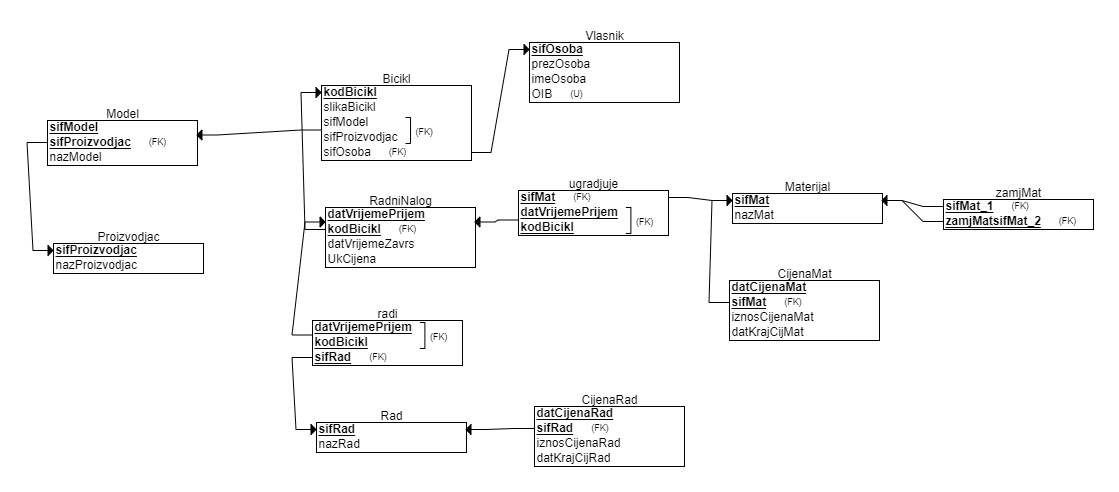 Vlasnik
sifOsoba
prezOsoba
imeOsoba
OIB (U)
Bicikl
kodBicikl
slikaBicikl
sifModel
sifProizvodjac (FK)
sifOsoba (FK)
Model
sifModel
sifProizvodjac (FK)
nazModel
Proizvodjac
sifProizvodjac
nazProizvodjac
RadniNalog
datVrijemePrijem
kodBicikl (FK)
datVrijemeZavrs
UkCijena
ugradjuje
sifMat (FK)
datVrijemePrijem
kodBicikl (FK)
Materijal
sifMat
nazMat
zamjMat
sifMat_1 (FK)
zamjMatsifMat_2 (FK)
CijenaMat
datCijenaMat
sifMat (FK)
iznosCijenaMat
datKrajCijMat
radi
datVrijemePrijem
kodBicikl (FK)
sifRad (FK)
Rad
sifRad
nazRad
CijenaRad
datCijenaRad
sifRad (FK)
iznosCijenaRad
datKrajCijRad